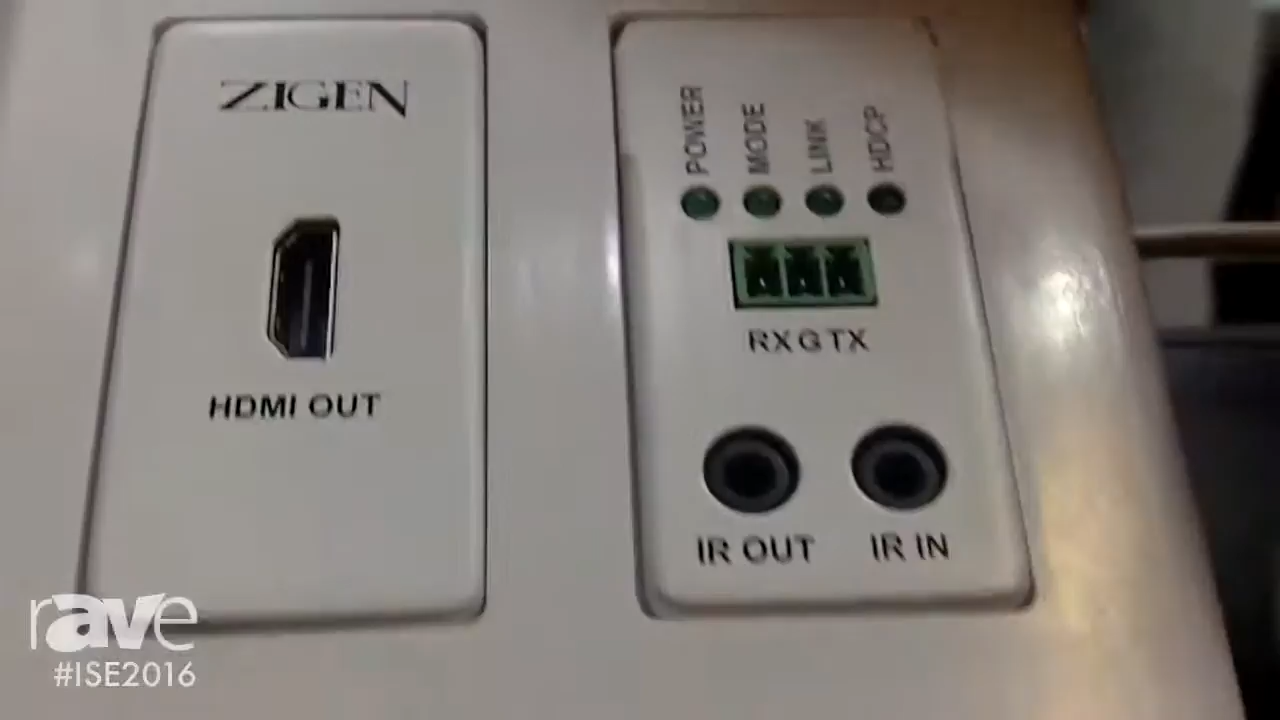 ZIGEN
HDMI OUT
POWER
MODE
LINK
HDCP
RX G TX
IR OUT
IR IN
rAVe
#ISE2016